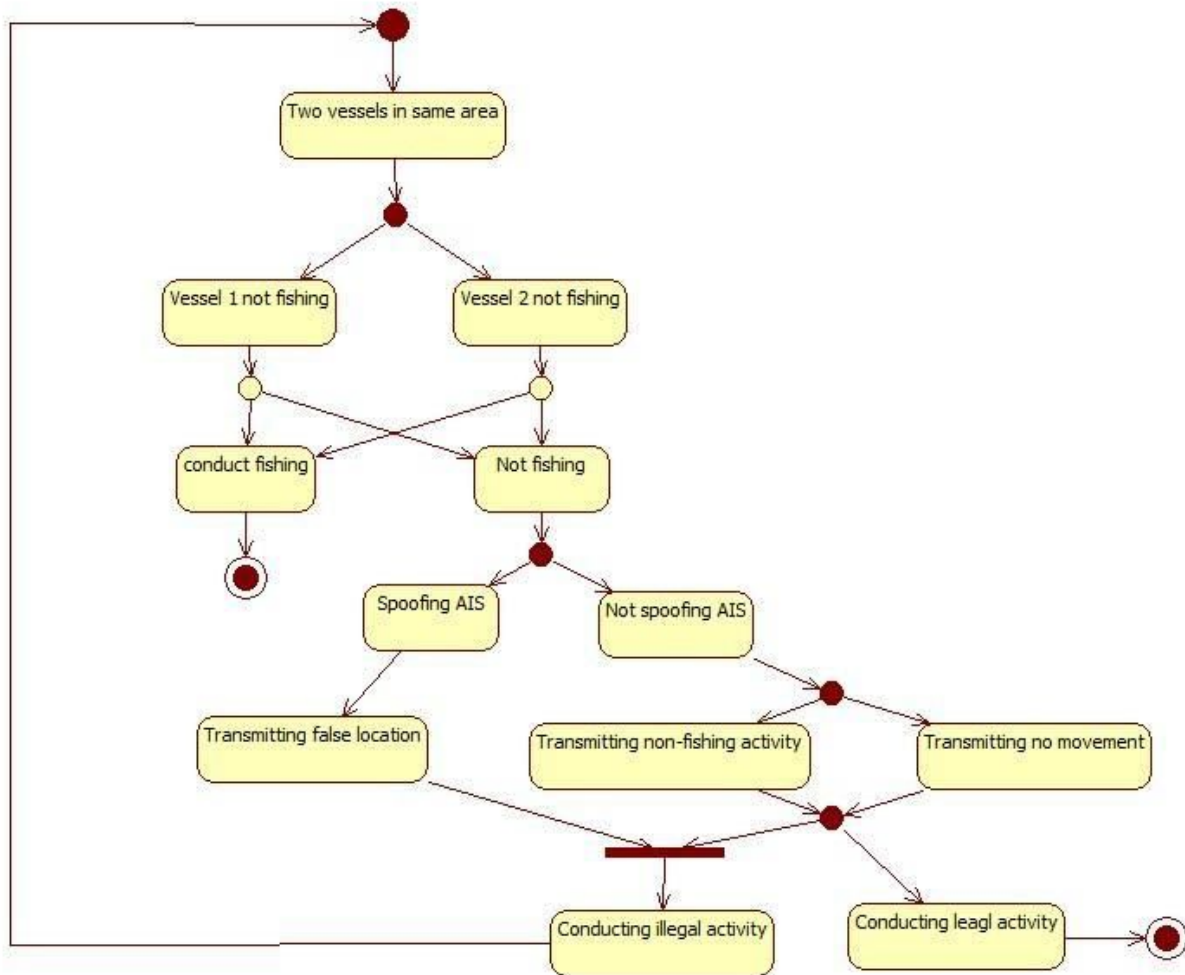 Two vessels in same area
Vessel 1 not fishing
Vessel 2 not fishing
conduct fishing
Not fishing
Spoofing AIS
Not spoofing AIS
Transmitting false location
Transmitting non-fishing activity
Transmitting no movement
Conducting illegal activity
Conducting leagl activity